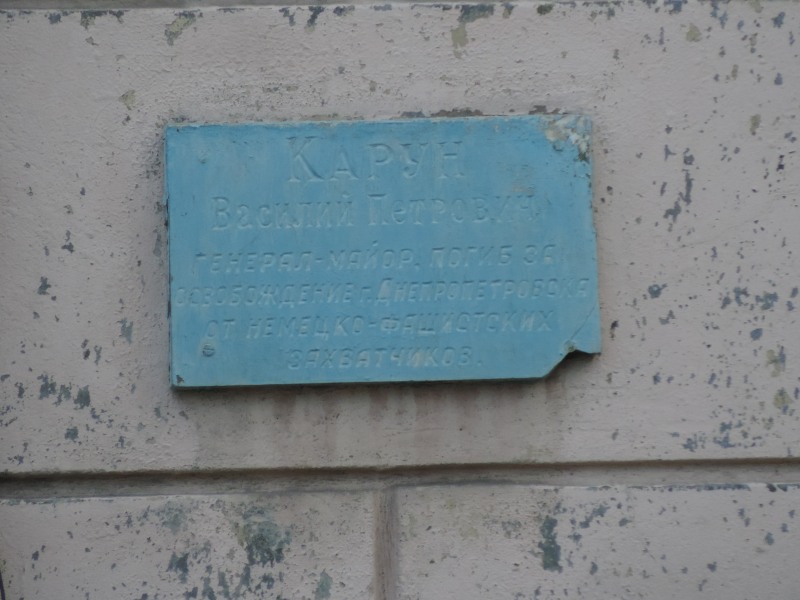 КАРУН
Василий Петрович
ГЕНЕРАЛ-МАЙОР, ПОГИБ ЗА
ОСВОБОЖДЕНИЕ г. ДНЕПРОПЕТРОВСКА
ОТ НЕМЕЦКО-ФАШИСТСКИХ
ЗАХВАТЧИКОВ.